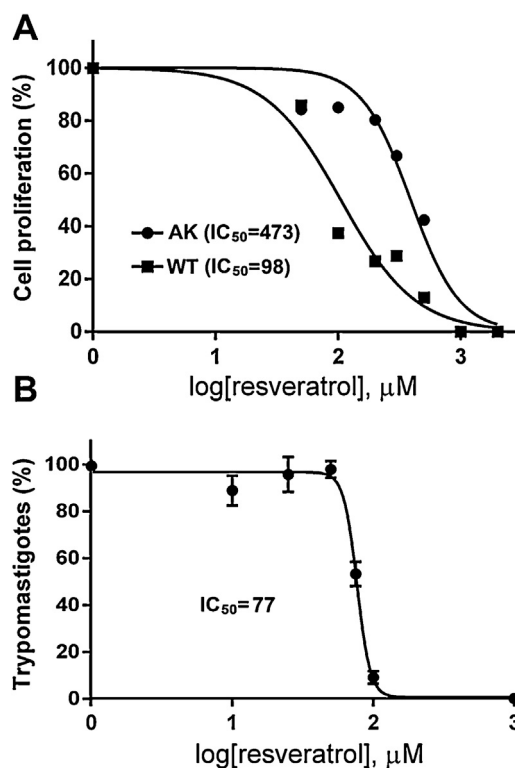 A
Cell proliferation (%)
100
80
60
40
20
0
AK (IC₅₀=473)
WT (IC₅₀=98)
0 1 2 3
log[resveratrol], µM
B
Trypomastigotes (%)
100
80
60
40
20
0
IC₅₀=77
0 1 2 3
log[resveratrol], µM